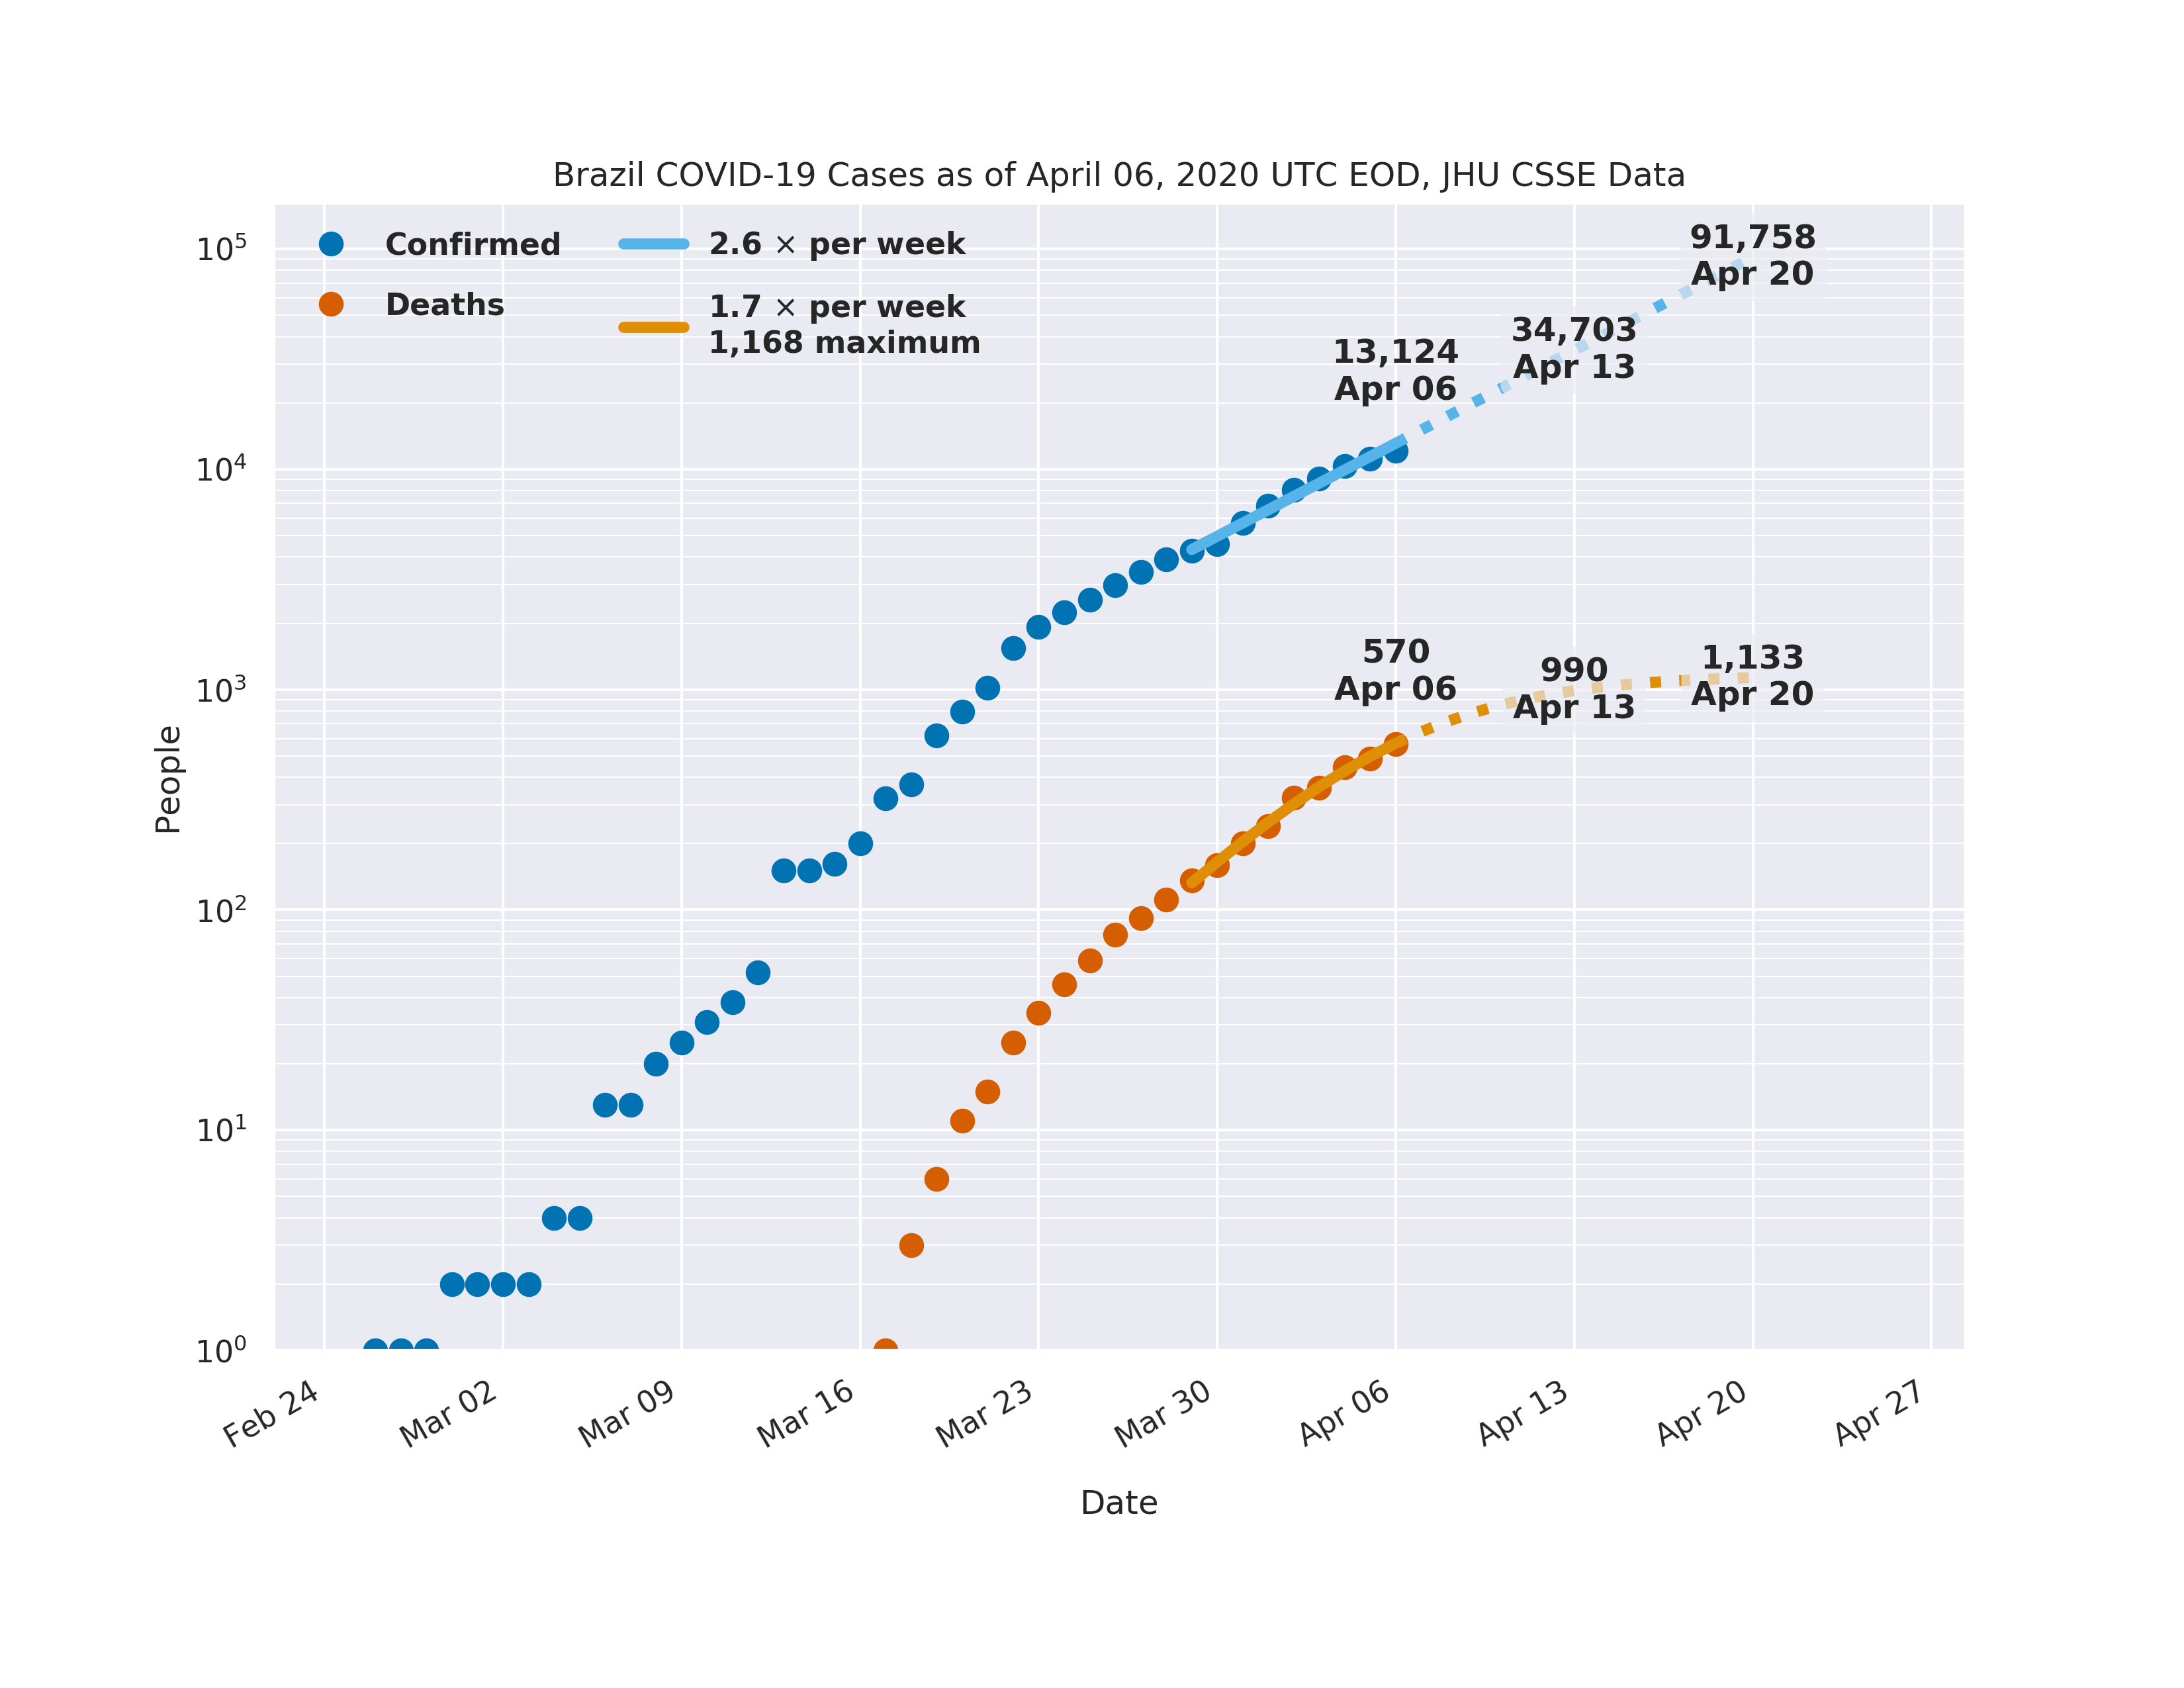 Brazil COVID-19 Cases as of April 06, 2020 UTC EOD, JHU CSSE Data
Confirmed
Deaths
2.6 × per week
1.7 × per week
1,168 maximum
91,758
Apr 20
34,703
Apr 13
13,124
Apr 06
570
Apr 06
990
Apr 13
1,133
Apr 20
People
10⁵
10⁴
10³
10²
10¹
10⁰
Feb 24
Mar 02
Mar 09
Mar 16
Mar 23
Mar 30
Apr 06
Apr 13
Apr 20
Apr 27
Date